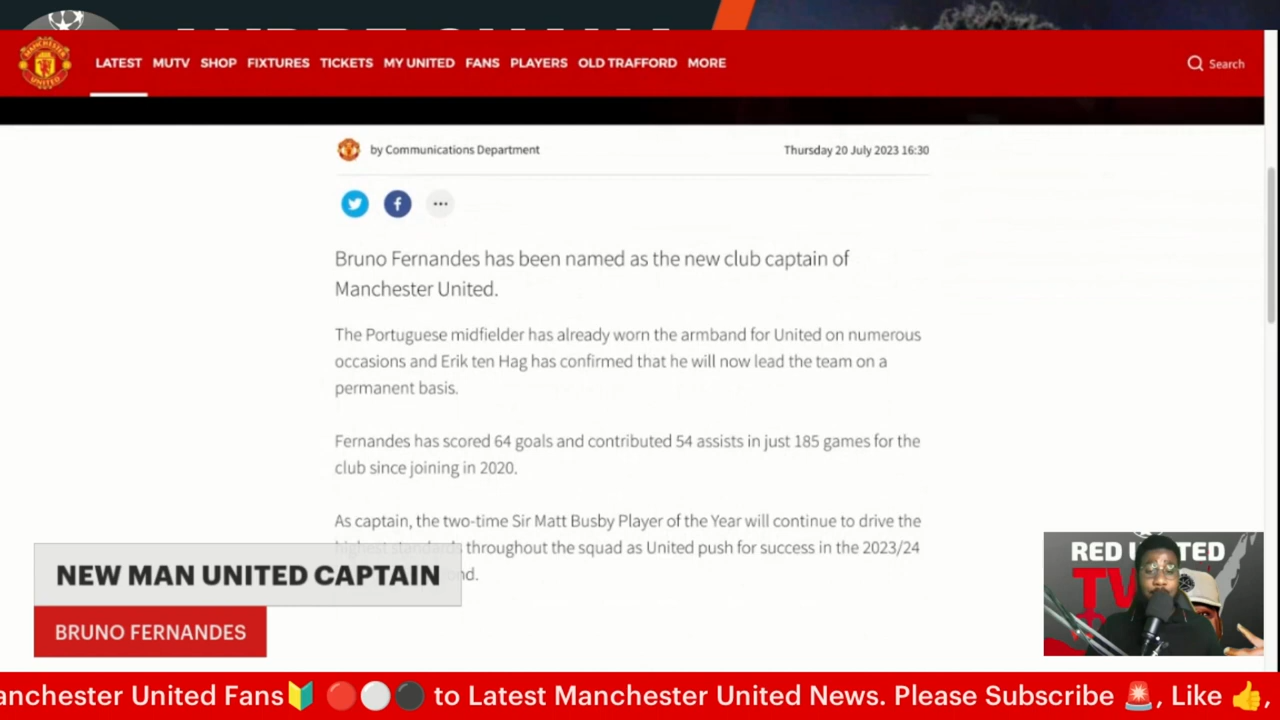 LATEST MUTV SHOP FIXTURES TICKETS MY UNITED FANS PLAYERS OLD TRAFFORD MORE Search
by Communications Department Thursday 20 July 2023 16:30
Bruno Fernandes has been named as the new club captain of
Manchester United.
The Portuguese midfielder has already worn the armband for United on numerous
occasions and Erik ten Hag has confirmed that he will now lead the team on a
permanent basis.
Fernandes has scored 64 goals and contributed 54 assists in just 185 games for the
club since joining in 2020.
As captain, the two-time Sir Matt Busby Player of the Year will continue to drive the
highest standards throughout the squad as United push for success in the 2023/24
NEW MAN UNITED CAPTAIN
BRUNO FERNANDES
RED UNITED
TV
anchester United Fans🔰 🔴⚪⚫ to Latest Manchester United News. Please Subscribe 🚨, Like 👍,